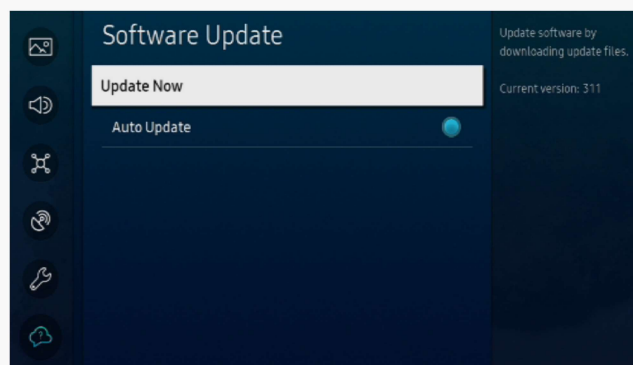 Software Update
Update Now
Auto Update
Update software by
downloading update files.
Current version: 311